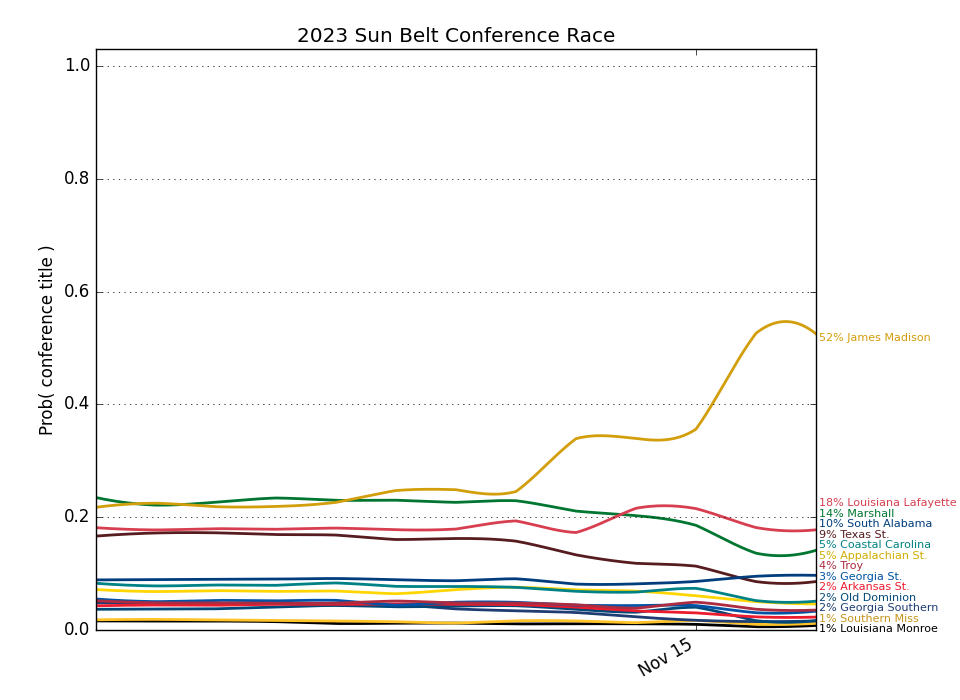 2023 Sun Belt Conference Race
Prob( conference title )
1.0
0.8
0.6
0.4
0.2
0.0
Nov 15
52% James Madison
18% Louisiana Lafayette
14% Marshall
10% South Alabama
9% Texas St.
5% Coastal Carolina
5% Appalachian St.
4% Troy
3% Georgia St.
2% Arkansas St.
2% Old Dominion
2% Georgia Southern
1% Southern Miss
1% Louisiana Monroe